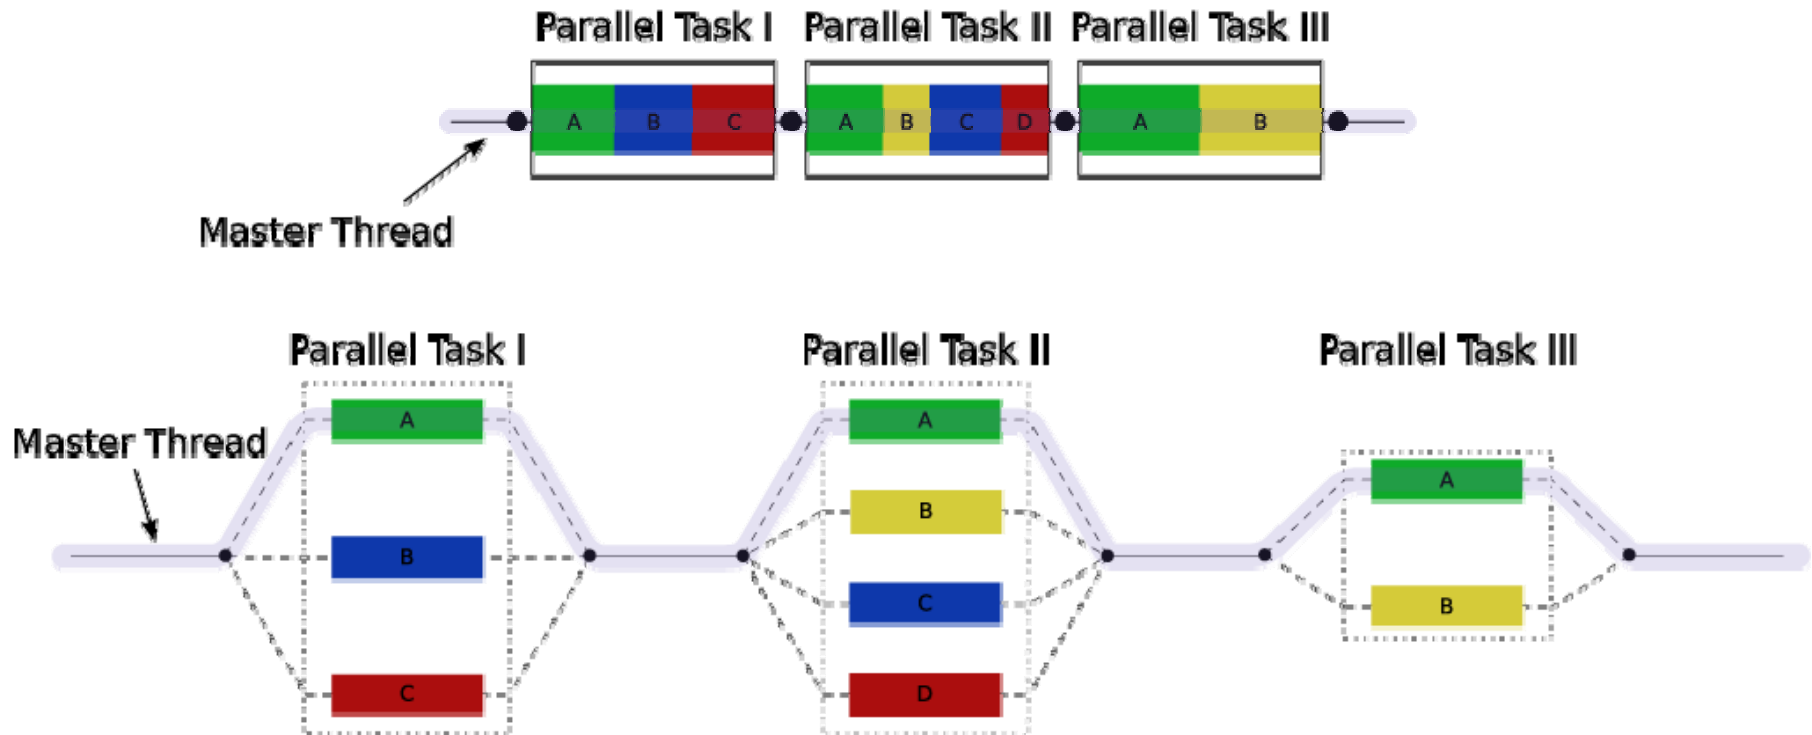 Parallel Task I
Parallel Task II
Parallel Task III
A B C
A B C D
A B
Master Thread
Parallel Task I
Parallel Task II
Parallel Task III
Master Thread
A
A
A
B
B
C
B
C
D